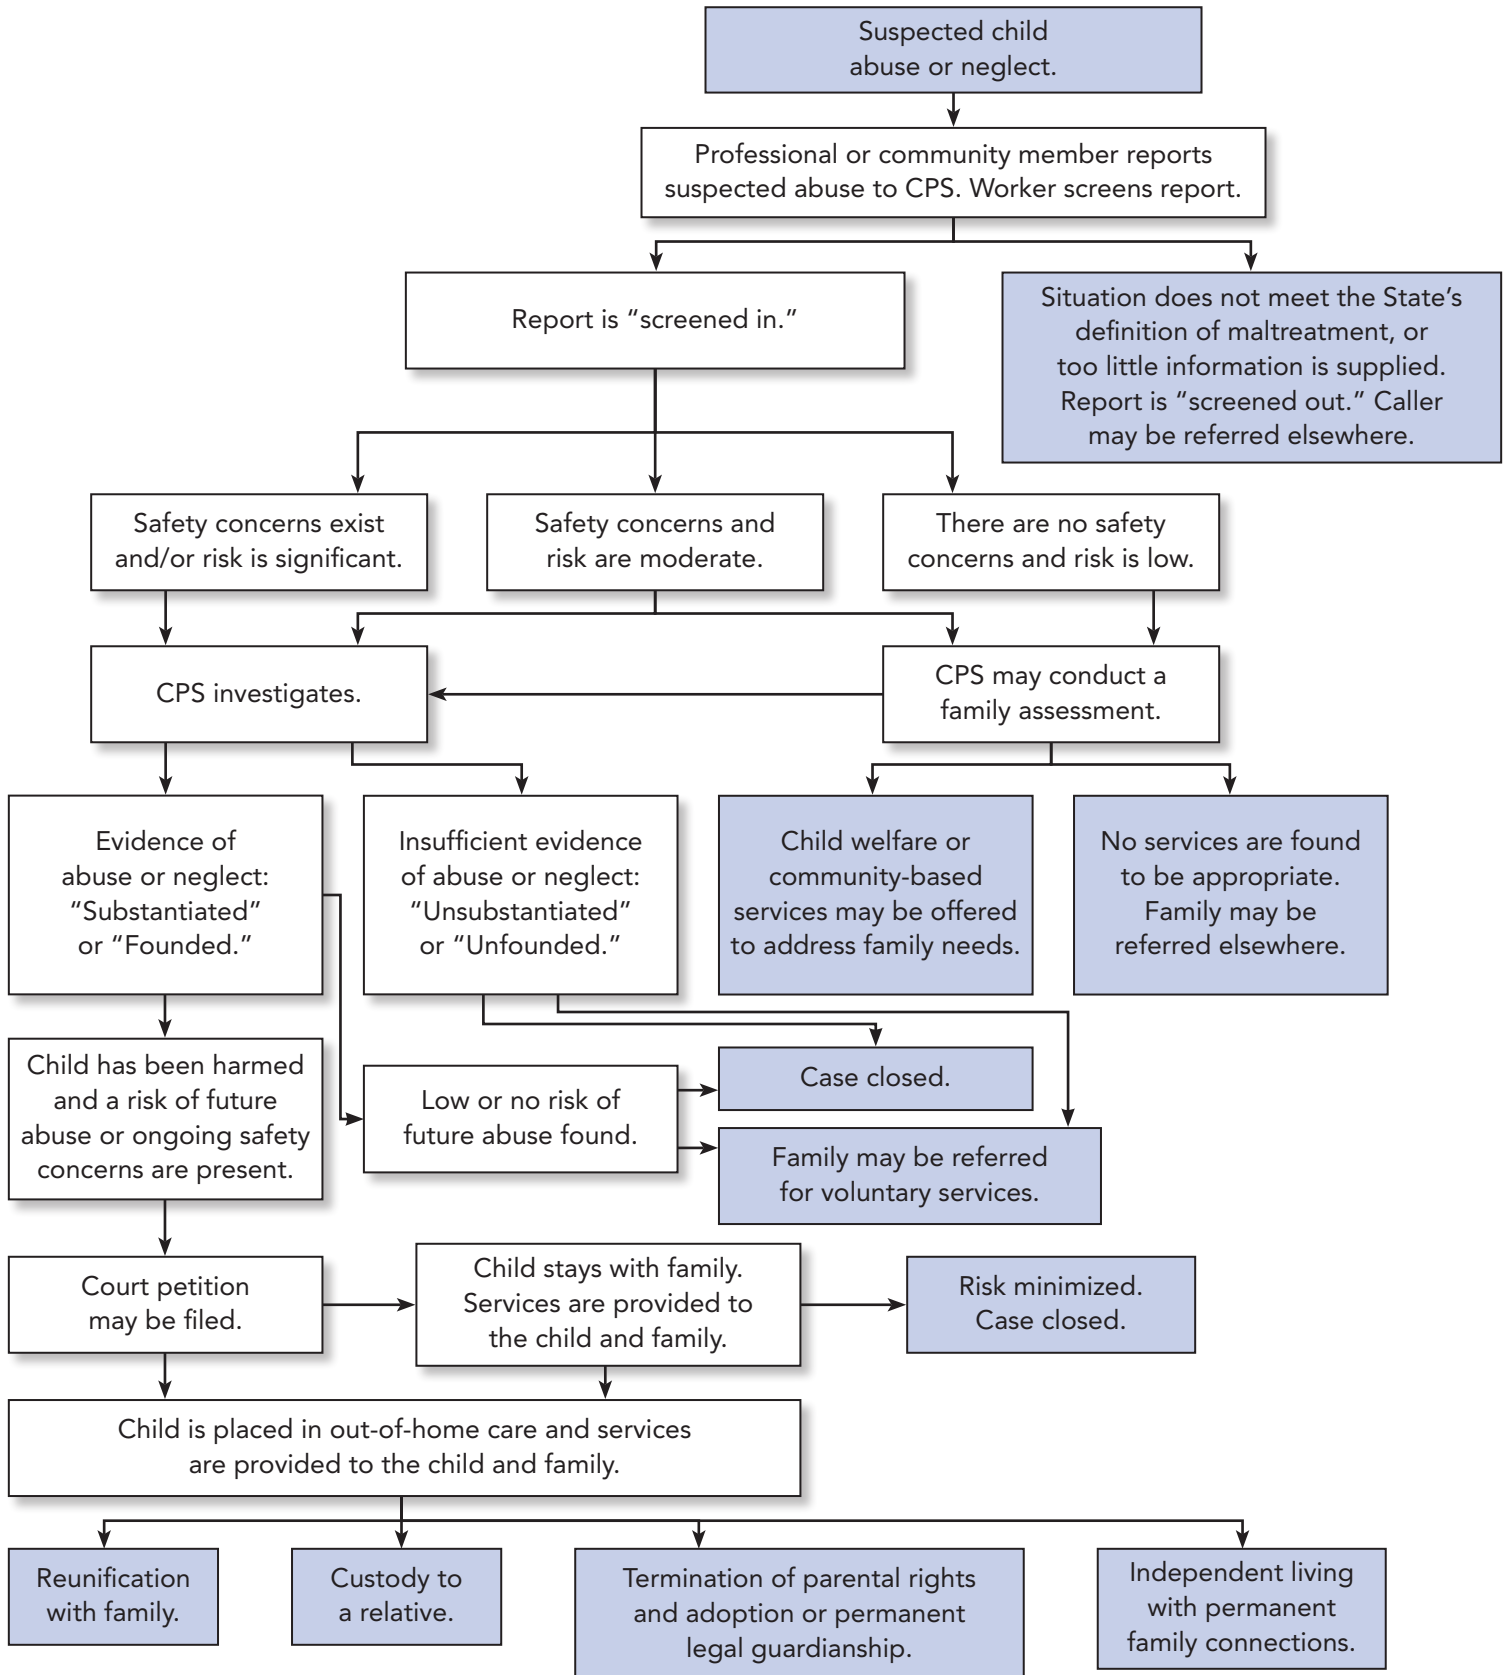 Suspected child
abuse or neglect.
Professional or community member reports
suspected abuse to CPS. Worker screens report.
Report is “screened in.”
Situation does not meet the State’s
definition of maltreatment, or
too little information is supplied.
Report is “screened out.” Caller
may be referred elsewhere.
Safety concerns exist
and/or risk is significant.
Safety concerns and
risk are moderate.
There are no safety
concerns and risk is low.
CPS investigates.
CPS may conduct a
family assessment.
Evidence of
abuse or neglect:
“Substantiated”
or “Founded.”
Insufficient evidence
of abuse or neglect:
“Unsubstantiated”
or “Unfounded.”
Child welfare or
community-based
services may be offered
to address family needs.
No services are found
to be appropriate.
Family may be
referred elsewhere.
Child has been harmed
and a risk of future
abuse or ongoing safety
concerns are present.
Low or no risk of
future abuse found.
Case closed.
Family may be referred
for voluntary services.
Court petition
may be filed.
Child stays with family.
Services are provided to
the child and family.
Risk minimized.
Case closed.
Child is placed in out-of-home care and services
are provided to the child and family.
Reunification
with family.
Custody to
a relative.
Termination of parental rights
and adoption or permanent
legal guardianship.
Independent living
with permanent
family connections.